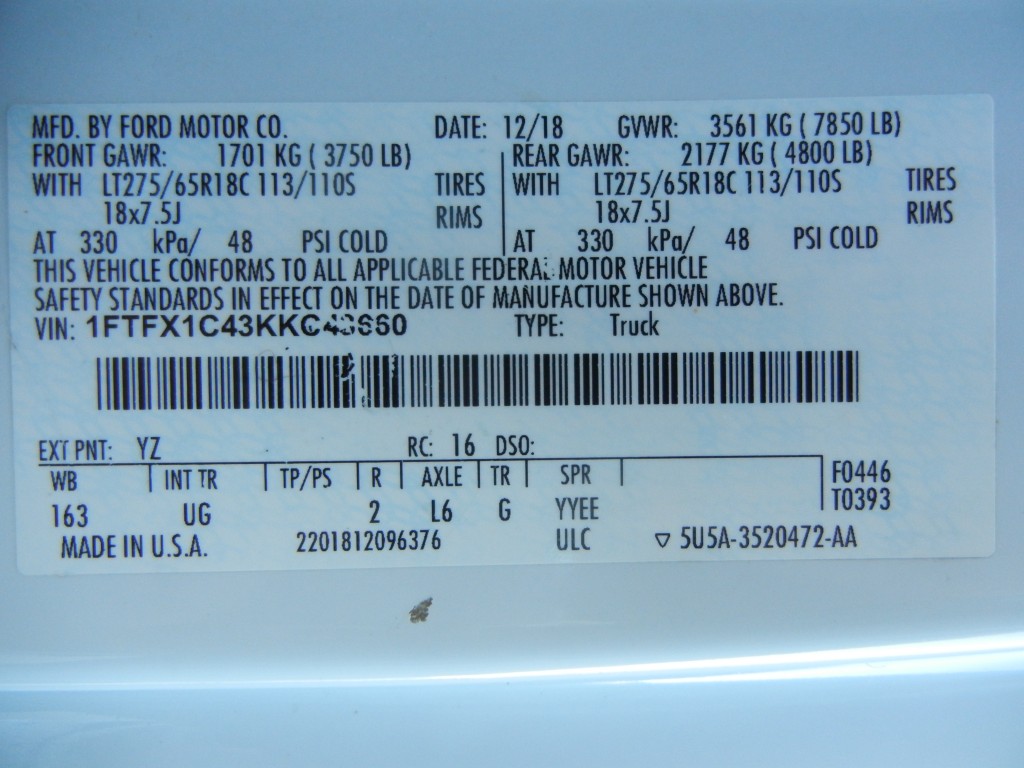 MFD. BY FORD MOTOR CO. DATE: 12/18 GVWR: 3561 KG ( 7850 LB)
FRONT GAWR: 1701 KG ( 3750 LB) REAR GAWR: 2177 KG ( 4800 LB)
WITH LT275/65R18C 113/110S TIRES WITH LT275/65R18C 113/110S TIRES
18x7.5J RIMS 18x7.5J RIMS
AT 330 kPa/ 48 PSI COLD AT 330 kPa/ 48 PSI COLD
THIS VEHICLE CONFORMS TO ALL APPLICABLE FEDERAL MOTOR VEHICLE
SAFETY STANDARDS IN EFFECT ON THE DATE OF MANUFACTURE SHOWN ABOVE.
VIN: 1FTFX1C43KKC43660 TYPE: Truck
EXT PNT: YZ RC: 16 DSO:
WB INT TR TP/PS R AXLE TR SPR F0446
163 UG 2 L6 G YYEE T0393
MADE IN U.S.A. 2201812096376 ULC ▽ 5U5A-3520472-AA